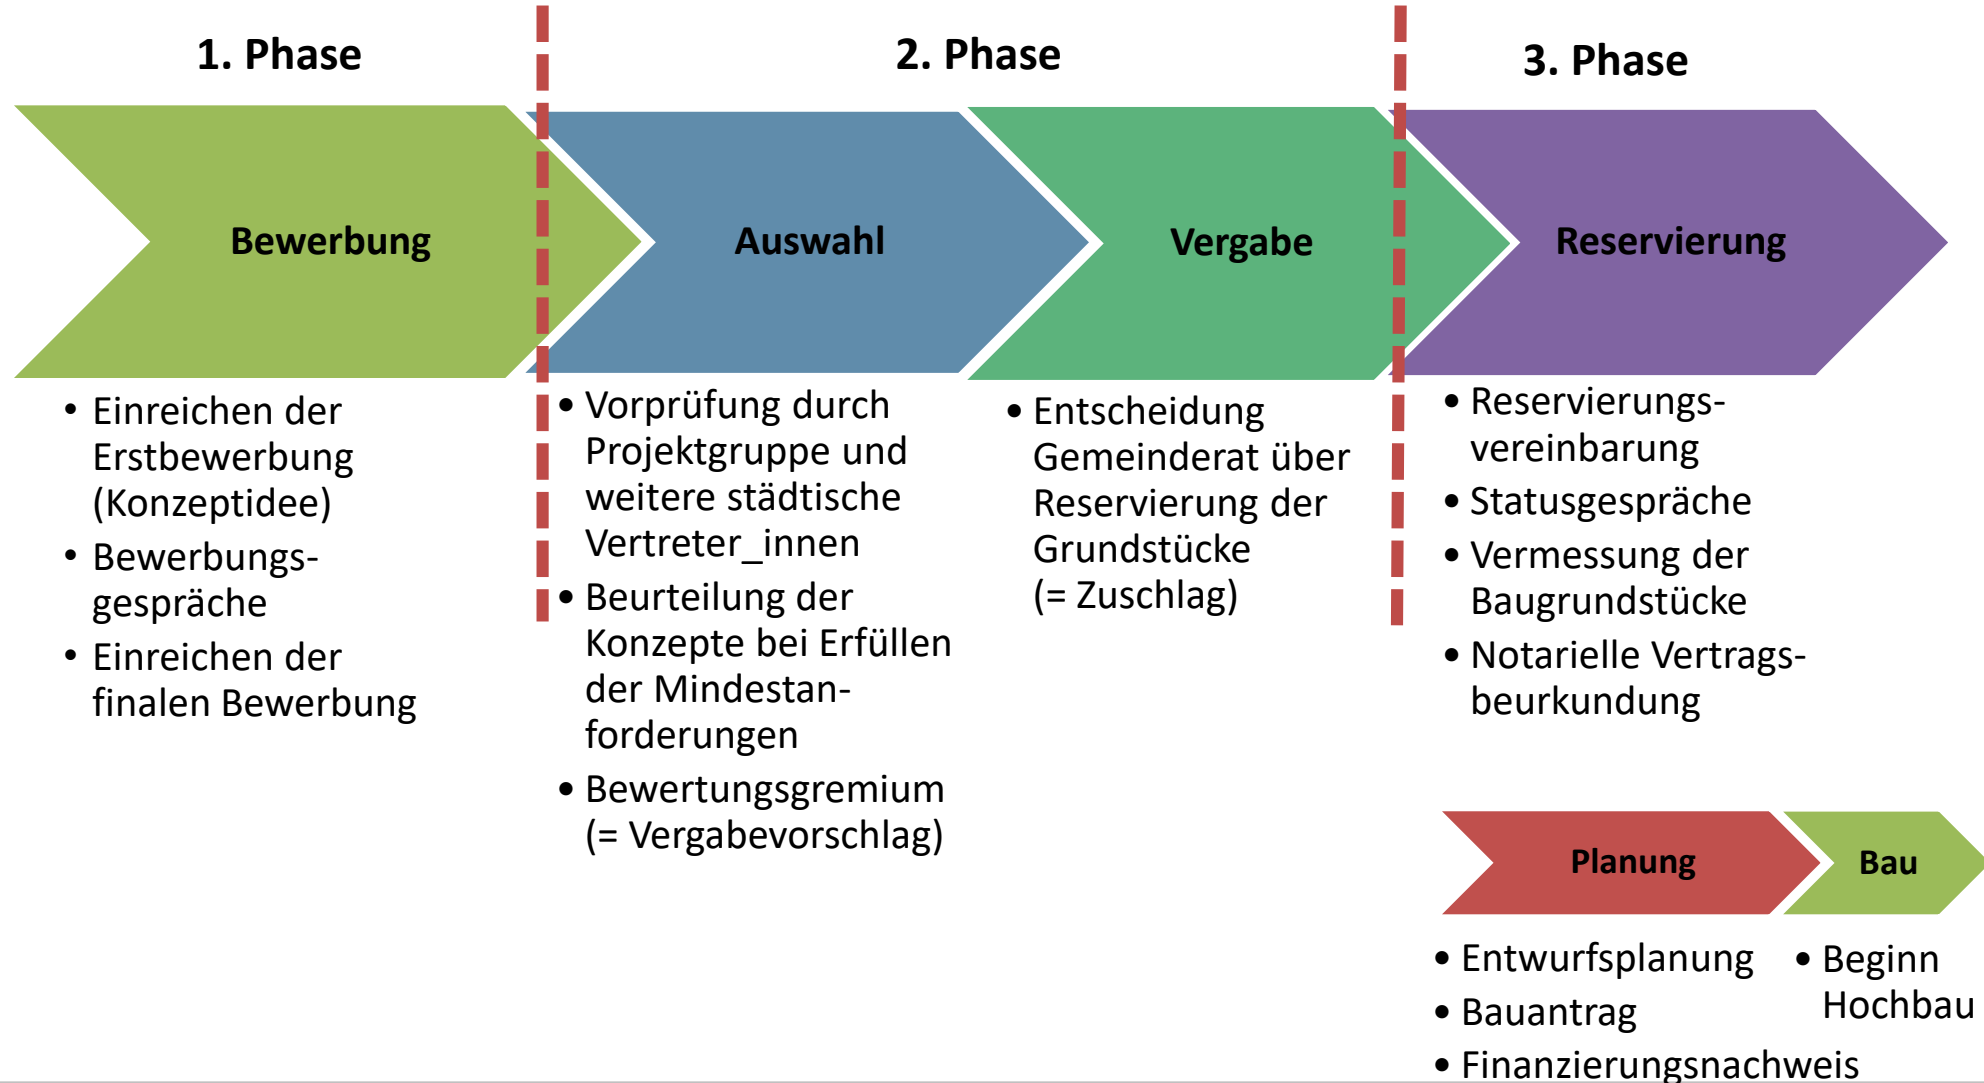 1. Phase
2. Phase
3. Phase
Bewerbung
Auswahl
Vergabe
Reservierung
• Einreichen der
Erstbewerbung
(Konzeptidee)
• Bewerbungs-
gespräche
• Einreichen der
finalen Bewerbung
• Vorprüfung durch
Projektgruppe und
weitere städtische
Vertreter_innen
• Beurteilung der
Konzepte bei Erfüllen
der Mindestan-
forderungen
• Bewertungsgremium
(= Vergabevorschlag)
• Entscheidung
Gemeinderat über
Reservierung der
Grundstücke
(= Zuschlag)
• Reservierungs-
vereinbarung
• Statusgespräche
• Vermessung der
Baugrundstücke
• Notarielle Vertrags-
beurkundung
Planung
Bau
• Entwurfsplanung
• Bauantrag
• Finanzierungsnachweis
• Beginn
Hochbau